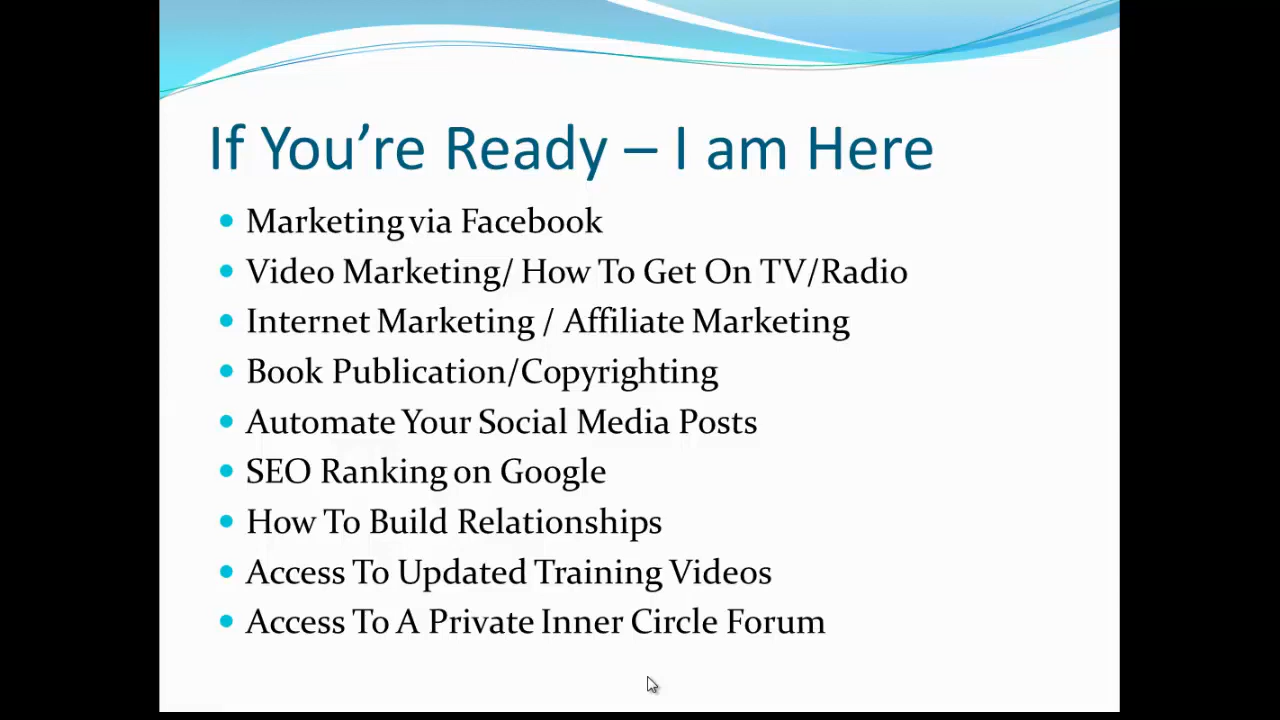 If You’re Ready – I am Here
Marketing via Facebook
Video Marketing/ How To Get On TV/Radio
Internet Marketing / Affiliate Marketing
Book Publication/Copyrighting
Automate Your Social Media Posts
SEO Ranking on Google
How To Build Relationships
Access To Updated Training Videos
Access To A Private Inner Circle Forum